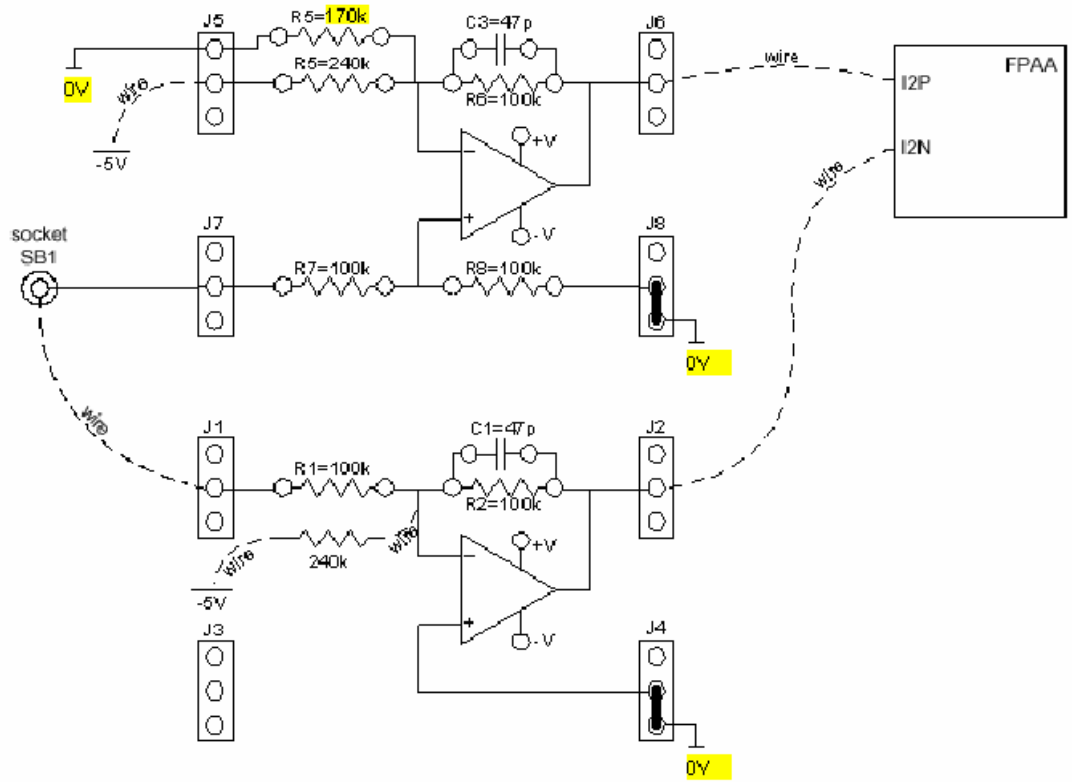 J5
R5=170k
C3=47p
J6
0V
wire
R5=240k
R6=100k
wire
FPAA
I2P
I2N
-5V
+V
-
+
-V
wire
socket
SB1
J7
R7=100k
R8=100k
J8
0V
wire
J1
R1=100k
C1=47p
R2=100k
J2
wire
240k
wire
-5V
+V
-
+
-V
J3
J4
0V